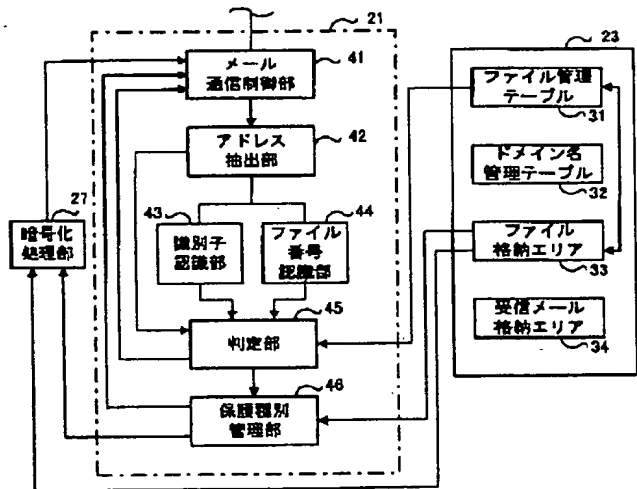 21
メール
通信制御部
41
アドレス
抽出部
42
43
識別子
認識部
44
ファイル
番号
認識部
45
判定部
46
保護種別
管理部
27
暗号化
処理部
23
ファイル管理
テーブル
31
ドメイン名
管理テーブル
32
ファイル
格納エリア
33
受信メール
格納エリア
34